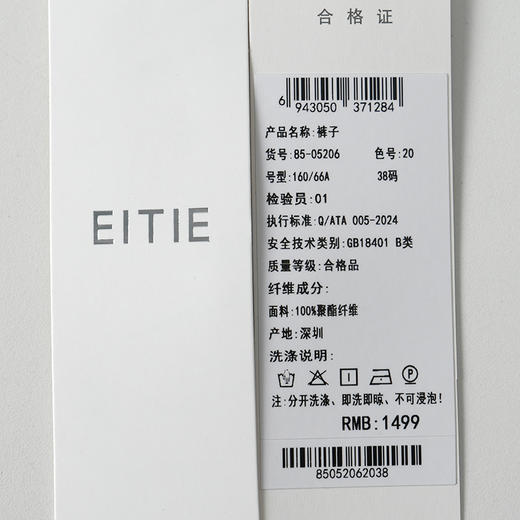 EITIE
合格证
6 943050 371284
产品名称:裤子
货号:85-05206 色号:20
号型:160/66A 38码
检验员:01
执行标准:Q/ATA 005-2024
安全技术类别:GB18401 B类
质量等级:合格品
纤维成分:
面料:100%聚酯纤维
产地:深圳
洗涤说明:
注:分开洗涤、即洗即晾、不可浸泡!
RMB:1499
85052062038